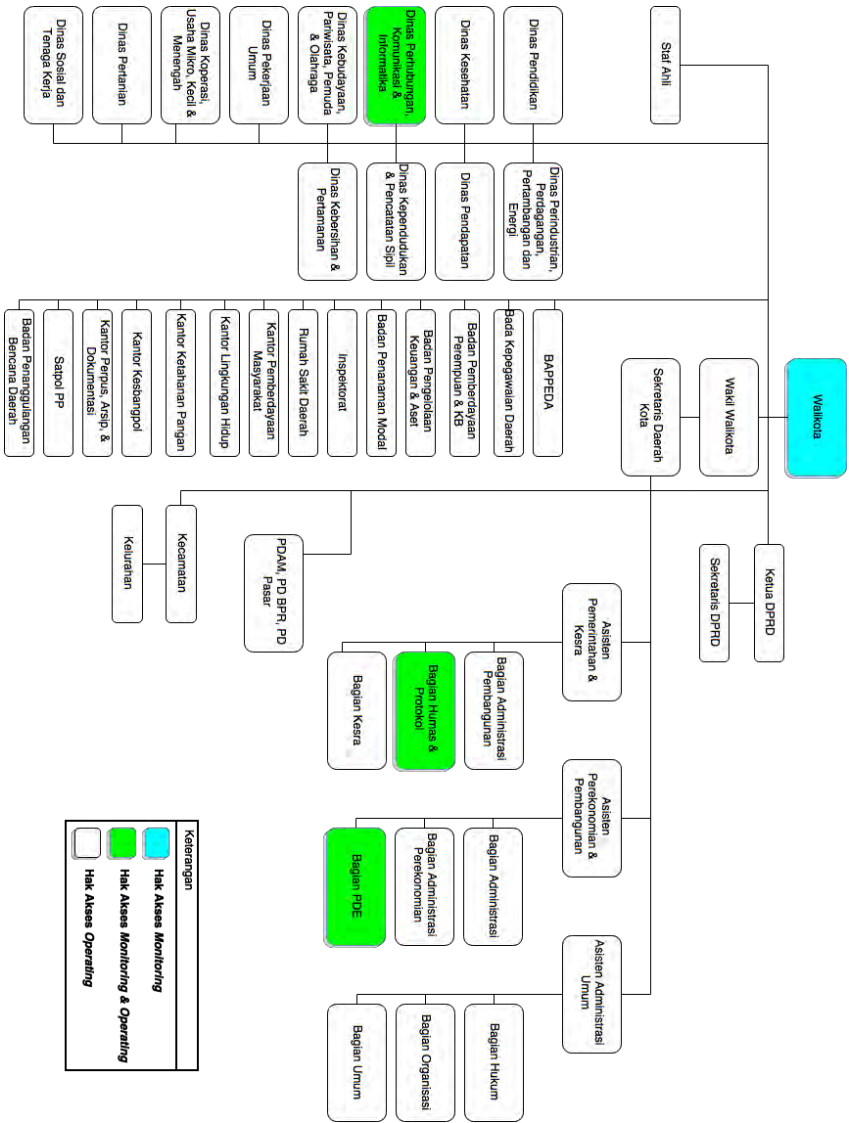 Walikota
Wakil Walikota
Sekretaris Daerah
Kota
Ketua DPRD
Sekretaris DPRD
Staf Ahli
Dinas Pendidikan
Dinas Kesehatan
Dinas Perhubungan,
Komunikasi &
Informatika
Dinas Kebudayaan,
Pariwisata, Pemuda
& Olahraga
Dinas Pekerjaan
Umum
Dinas Koperasi,
Usaha Mikro, Kecil &
Menengah
Dinas Pertanian
Dinas Sosial dan
Tenaga Kerja
Dinas Perindustrian,
Perdagangan,
Pertambangan dan
Energi
Dinas Pendapatan
Dinas Kependudukan
& Pencatatan Sipil
Dinas Kebersihan &
Pertamanan
BAPPEDA
Bada Kepegawaian Daerah
Badan Pemberdayaan
Perempuan & KB
Badan Pengelolaan
Keuangan & Aset
Badan Penanaman Modal
Inspektorat
Rumah Sakit Daerah
Kantor Pemberdayaan
Masyarakat
Kantor Lingkungan Hidup
Kantor Ketahanan Pangan
Kantor Kesbangpol
Kantor Perpus, Arsip, &
Dokumentasi
Satpol PP
Badan Penanggulangan
Bencana Daerah
PDAM, PD BPR, PD
Pasar
Kecamatan
Kelurahan
Asisten
Pemerintahan &
Kesra
Bagian Administrasi
Pembangunan
Bagian Humas &
Protokol
Bagian Kesra
Asisten
Perekonomian &
Pembangunan
Bagian Administrasi
Bagian Administrasi
Perekonomian
Bagian PDE
Asisten Administrasi
Umum
Bagian Hukum
Bagian Organisasi
Bagian Umum
Keterangan
Hak Akses Monitoring
Hak Akses Monitoring & Operating
Hak Akses Operating